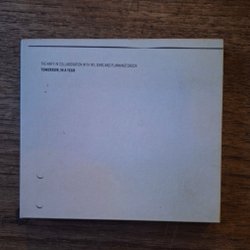 THE KNIFE IN COLLABORATION WITH MT. SIMS AND PLANNINGTOROCK
TOMORROW, IN A YEAR